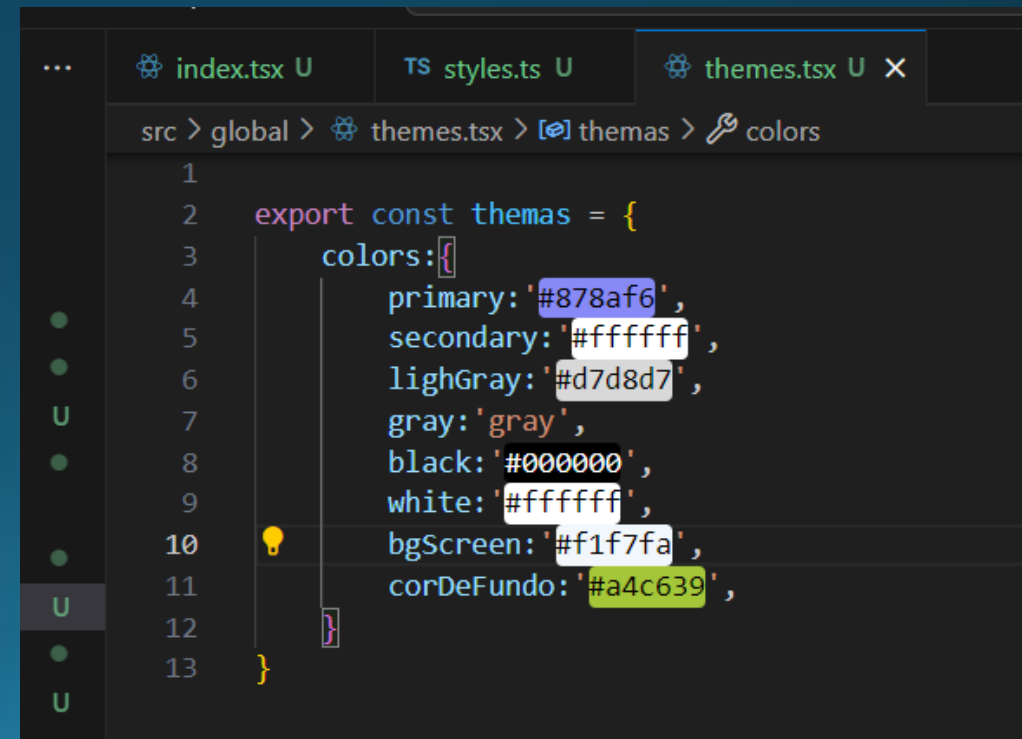 ... index.tsx U TS styles.ts U themes.tsx U ×
src > global > themes.tsx > themas > colors
1
2 export const themas = {
3 colors:{
4 primary:'#878af6',
5 secondary:'#ffffff',
6 lighGray:'#d7d8d7',
U 7 gray:'gray',
8 black:'#000000',
9 white:'#ffffff',
10 bgScreen:'#f1f7fa',
11 corDeFundo:'#a4c639',
U 12 }
13 }
U